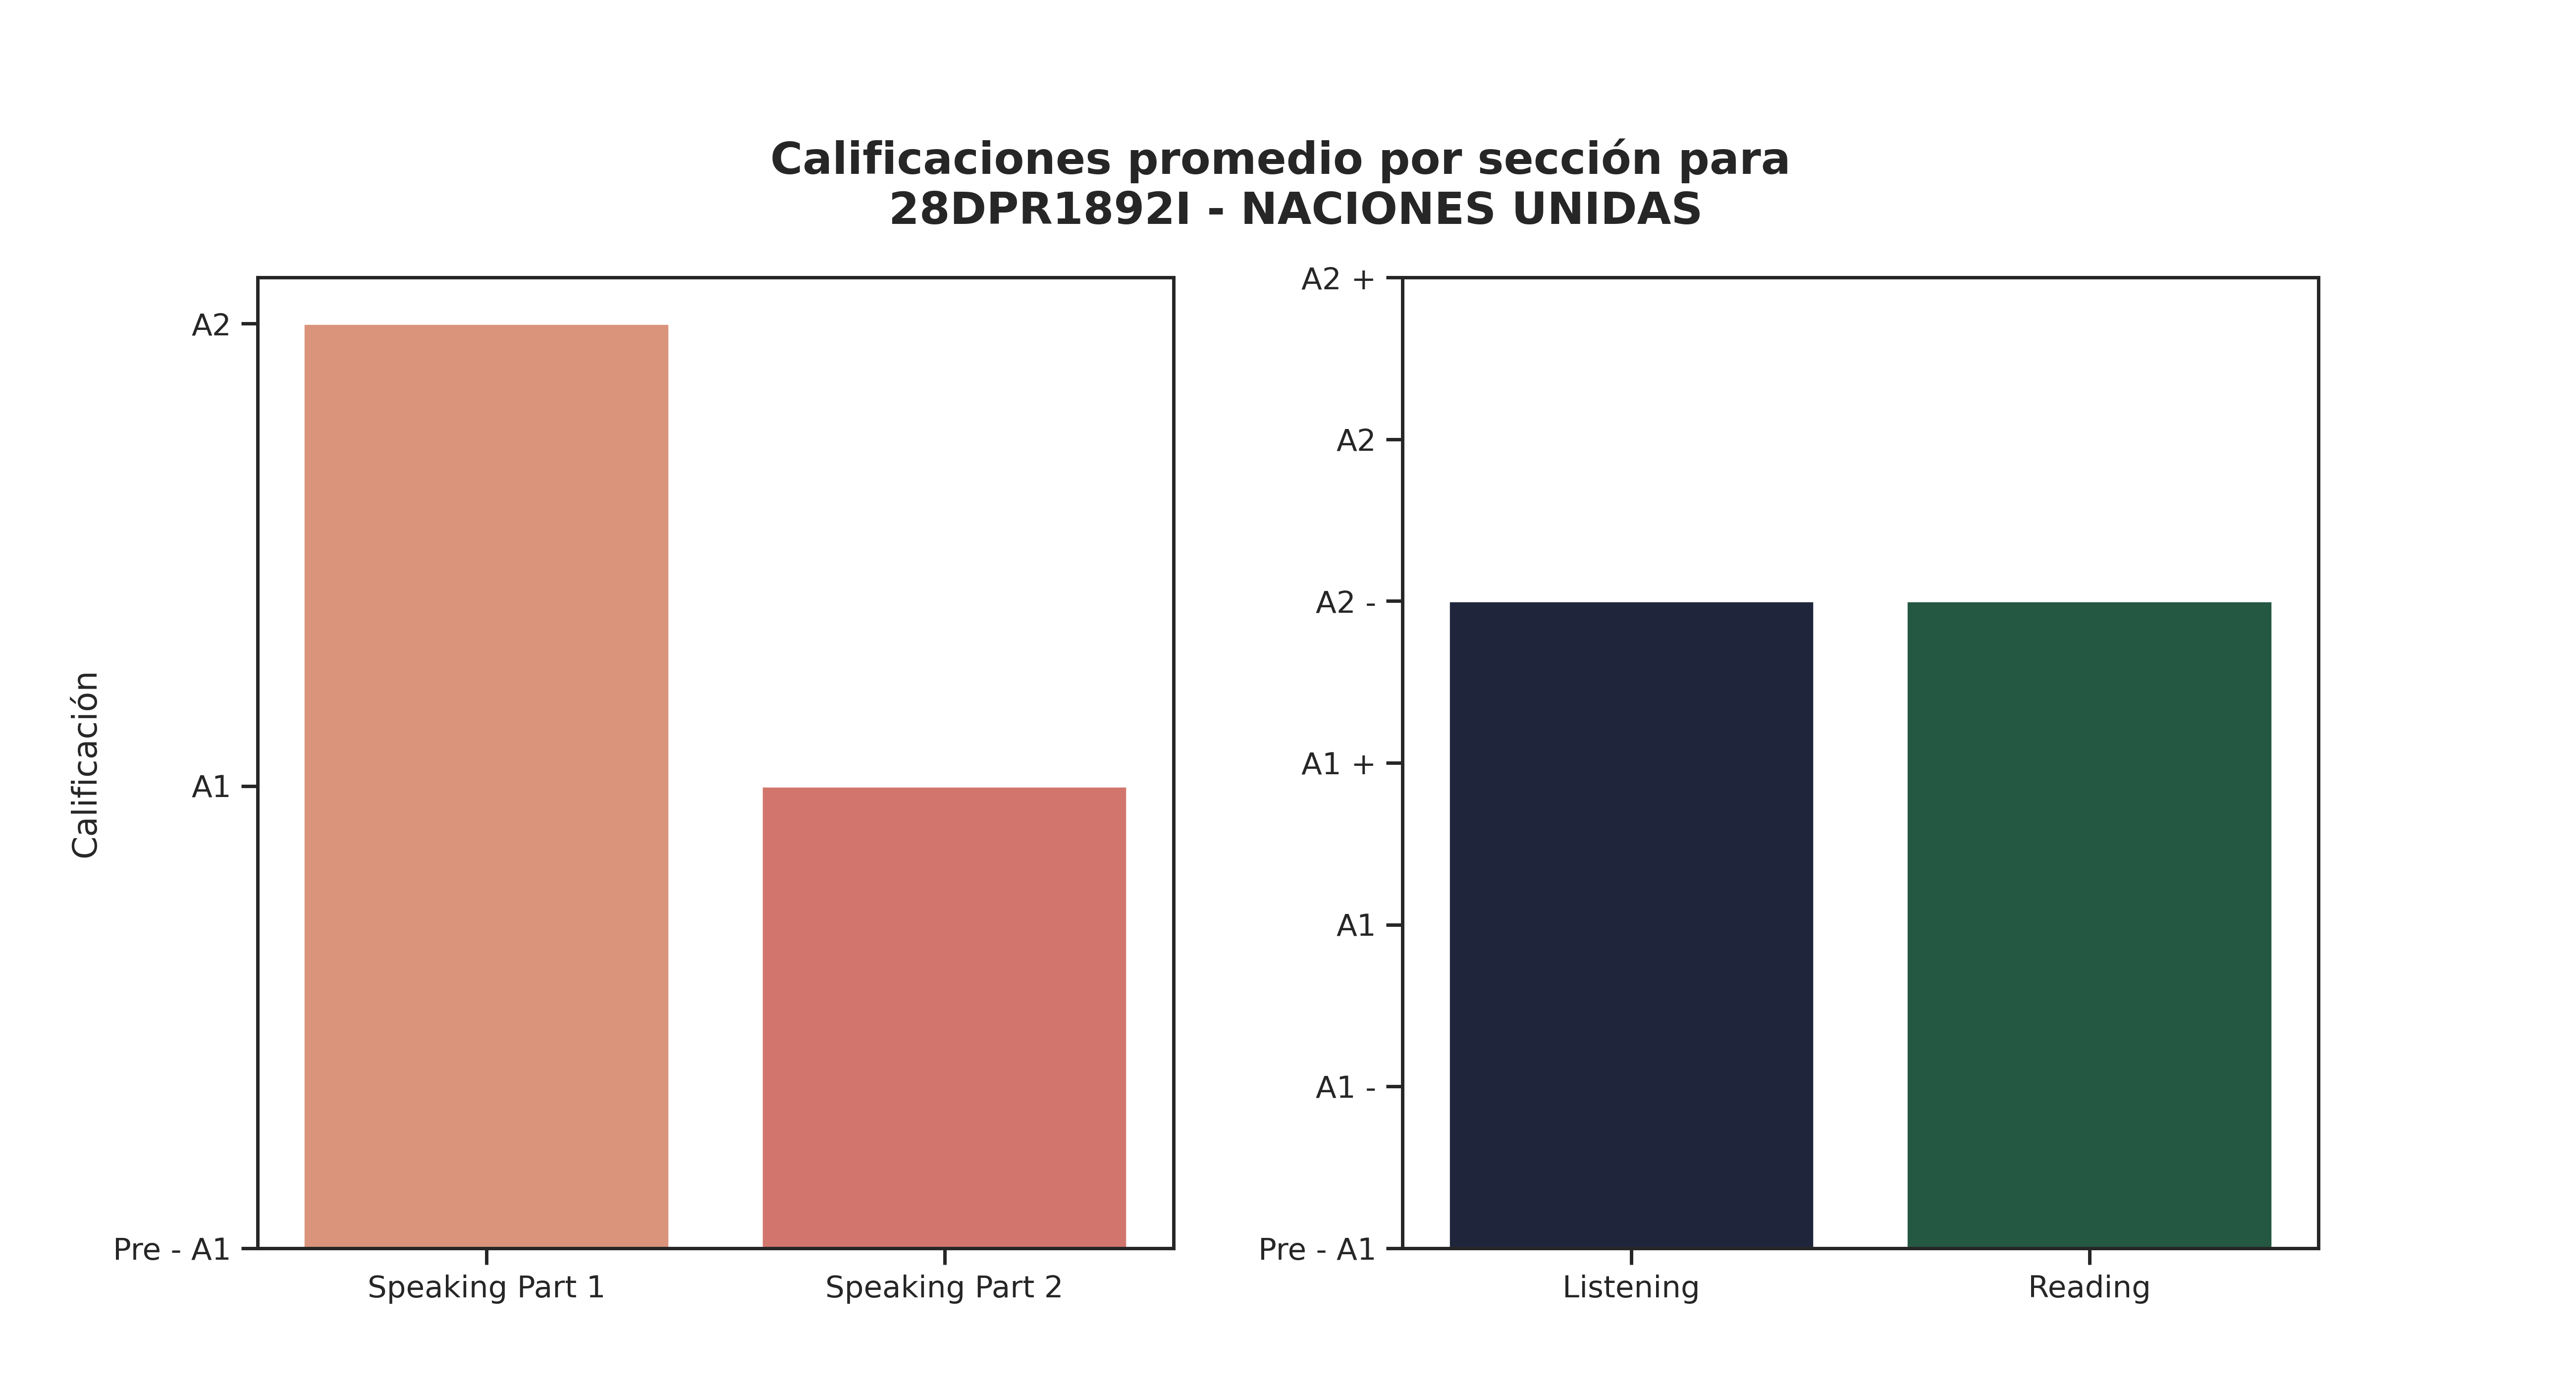 Calificaciones promedio por sección para
28DPR1892I - NACIONES UNIDAS
Calificación
A2
A1
Pre - A1
Speaking Part 1
Speaking Part 2
A2 +
A2
A2 -
A1 +
A1
A1 -
Pre - A1
Listening
Reading